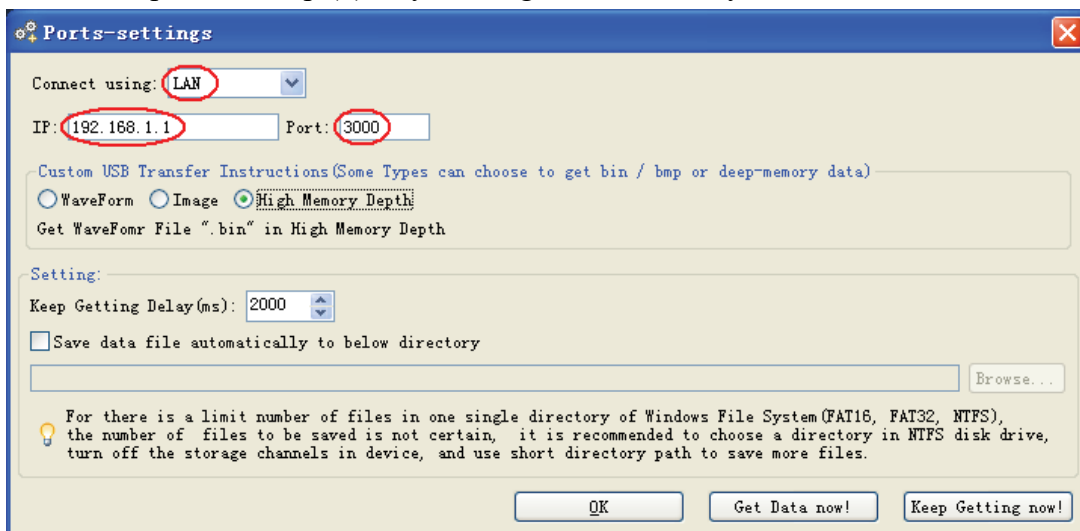 Ports-settings
Connect using: LAN
IP: 192.168.1.1 Port: 3000
Custom USB Transfer Instructions(Some Types can choose to get bin / bmp or deep-memory data)
WaveForm Image High Memory Depth
Get WaveFomr File ".bin" in High Memory Depth
Setting:
Keep Getting Delay(ms): 2000
Save data file automatically to below directory
Browse...
For there is a limit number of files in one single directory of Windows File System(FAT16, FAT32, NTFS),
the number of files to be saved is not certain, it is recommended to choose a directory in NTFS disk drive,
turn off the storage channels in device, and use short directory path to save more files.
OK Get Data now! Keep Getting now!